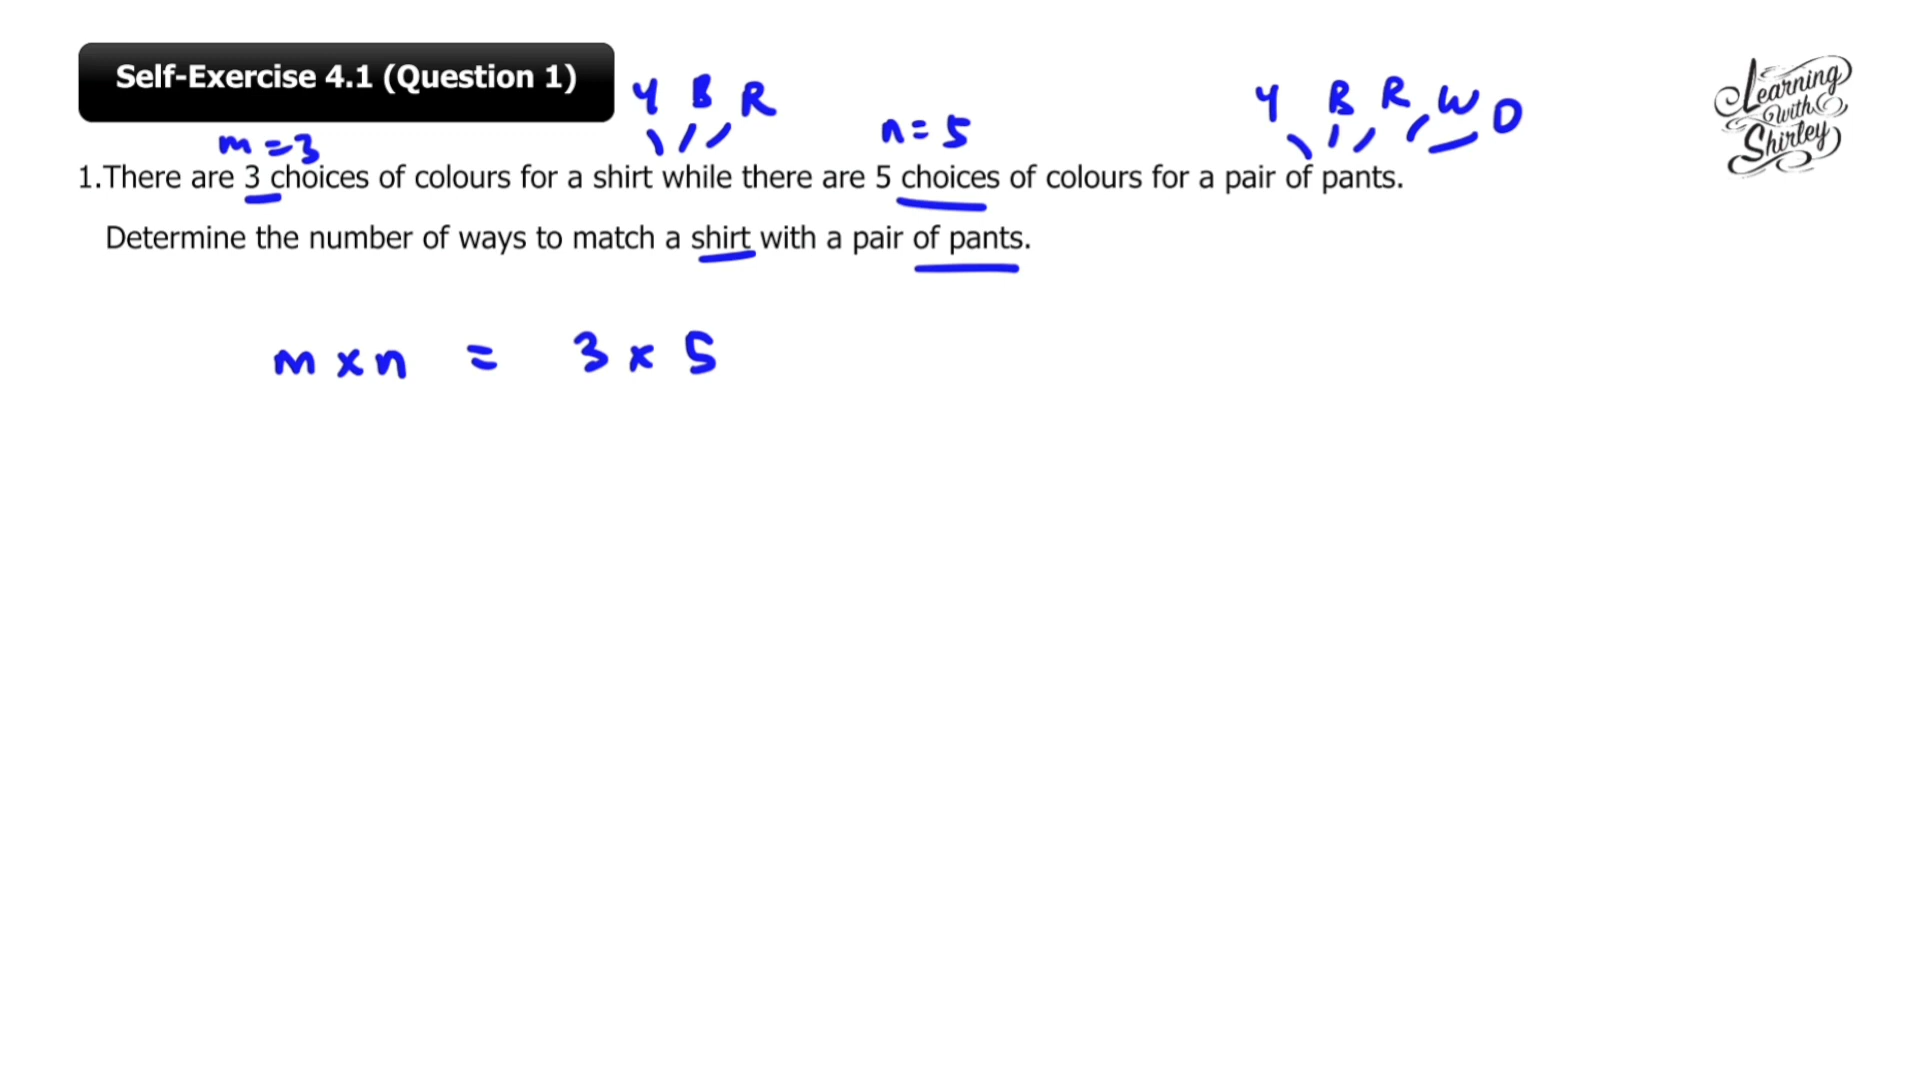 Self-Exercise 4.1 (Question 1)
Y B R
Y B R W O
Learning
with
Shirley
m = 3
n = 5
1.There are 3 choices of colours for a shirt while there are 5 choices of colours for a pair of pants.
Determine the number of ways to match a shirt with a pair of pants.
m x n = 3 x 5